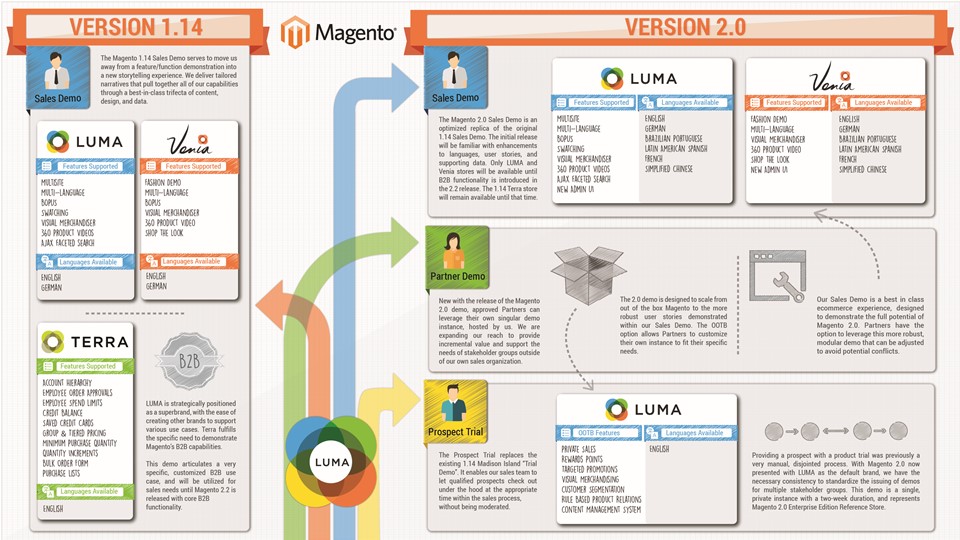 VERSION 1.14
Sales Demo
The Magento 1.14 Sales Demo serves to move us
away from a feature/function demonstration into
a new storytelling experience. We deliver tailored
narratives that pull together all of our capabilities
through a best-in-class trifecta of content,
design, and data.
LUMA
Features Supported
MULTISITE
MULTI-LANGUAGE
BOPUS
SWATCHING
VISUAL MERCHANDISER
360 PRODUCT VIDEOS
AJAX FACETED SEARCH
Languages Available
ENGLISH
GERMAN
Venia
Features Supported
FASHION DEMO
MULTI-LANGUAGE
BOPUS
VISUAL MERCHANDISER
360 PRODUCT VIDEO
SHOP THE LOOK
Languages Available
ENGLISH
GERMAN
TERRA
Features Supported
ACCOUNT HIERARCHY
EMPLOYEE ORDER APPROVALS
EMPLOYEE SPEND LIMITS
CREDIT BALANCE
SAVED CREDIT CARDS
GROUP & TIERED PRICING
MINIMUM PURCHASE QUANTITY
QUANTITY INCREMENTS
BULK ORDER FORM
PURCHASE LISTS
Languages Available
ENGLISH
B2B
LUMA is strategically positioned
as a superbrand, with the ease of
creating other brands to support
various use cases. Terra fulfills
the specific need to demonstrate
Magento's B2B capabilities.
This demo articulates a very
specific, customized B2B use
case, and will be utilized for
sales needs until Magento 2.2 is
released with core B2B
functionality.
Magento®
LUMA
VERSION 2.0
Sales Demo
The Magento 2.0 Sales Demo is an
optimized replica of the original
1.14 Sales Demo. The initial release
will be familiar with enhancements
to languages, user stories, and
supporting data. Only LUMA and
Venia stores will be available until
B2B functionality is introduced in
the 2.2 release. The 1.14 Terra store
will remain available until that time.
LUMA
Features Supported
MULTISITE
MULTI-LANGUAGE
BOPUS
SWATCHING
VISUAL MERCHANDISER
360 PRODUCT VIDEOS
AJAX FACETED SEARCH
NEW ADMIN UI
Languages Available
ENGLISH
GERMAN
BRAZILIAN PORTUGUESE
LATIN AMERICAN SPANISH
FRENCH
SIMPLIFIED CHINESE
Venia
Features Supported
FASHION DEMO
MULTI-LANGUAGE
VISUAL MERCHANDISER
360 PRODUCT VIDEO
SHOP THE LOOK
NEW ADMIN UI
Languages Available
ENGLISH
GERMAN
BRAZILIAN PORTUGUESE
LATIN AMERICAN SPANISH
FRENCH
SIMPLIFIED CHINESE
Partner Demo
New with the release of the Magento
2.0 demo, approved Partners can
leverage their own singular demo
instance, hosted by us. We are
expanding our reach to provide
incremental value and support the
needs of stakeholder groups outside
of our own sales organization.
The 2.0 demo is designed to scale from
out of the box Magento to the more
robust user stories demonstrated
within our Sales Demo. The OOTB
option allows Partners to customize
their own instance to fit their specific
needs.
Our Sales Demo is a best in class
ecommerce experience, designed
to demonstrate the full potential of
Magento 2.0. Partners have the
option to leverage this more robust,
modular demo that can be adjusted
to avoid potential conflicts.
Prospect Trial
The Prospect Trial replaces the
existing 1.14 Madison Island "Trial
Demo". It enables our sales team to
let qualified prospects check out
under the hood at the appropriate
time within the sales process,
without being moderated.
LUMA
OOTB Features
PRIVATE SALES
REWARDS POINTS
TARGETED PROMOTIONS
VISUAL MERCHANDISING
CUSTOMER SEGMENTATION
RULE BASED PRODUCT RELATIONS
CONTENT MANAGEMENT SYSTEM
Languages Available
ENGLISH
Providing a prospect with a product trial was previously a
very manual, disjointed process. With Magento 2.0 now
presented with LUMA as the default brand, we have the
necessary consistency to standardize the issuing of demos
for multiple stakeholder groups. This demo is a single,
private instance with a two-week duration, and represents
Magento 2.0 Enterprise Edition Reference Store.